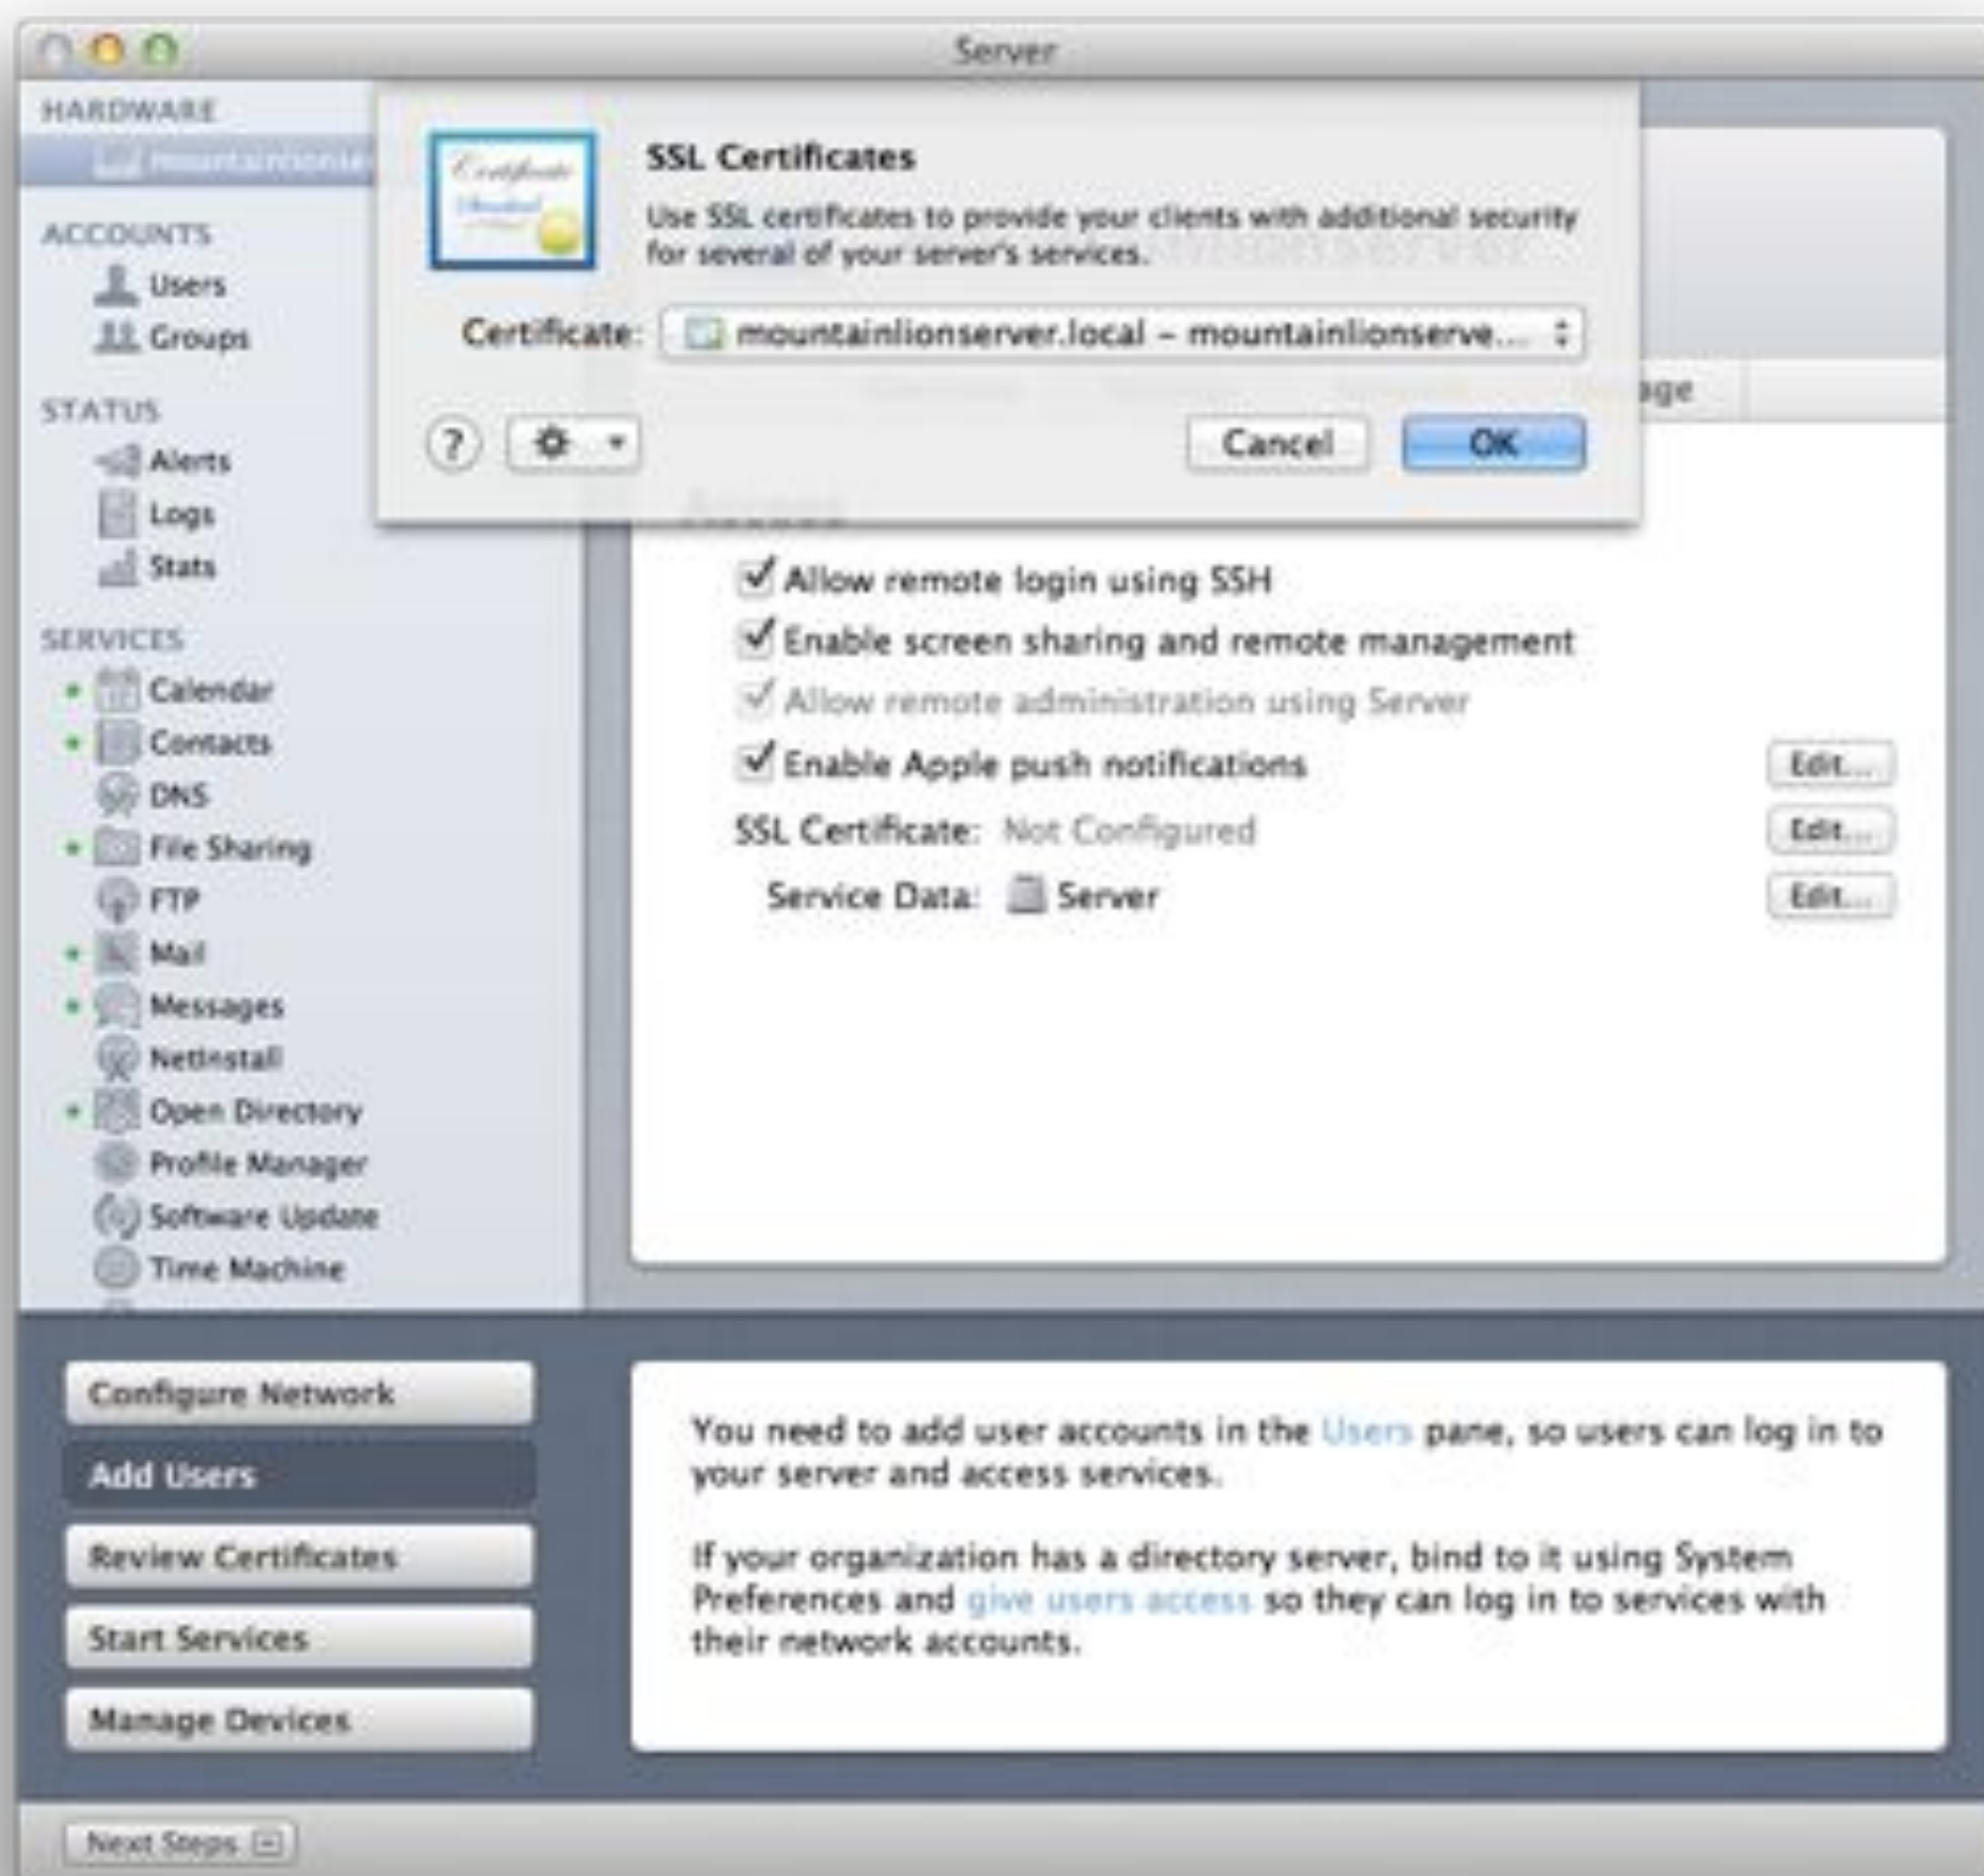 Server
HARDWARE
ACCOUNTS
Users
Groups
STATUS
Alerts
Logs
Stats
SERVICES
Calendar
Contacts
DNS
File Sharing
FTP
Mail
Messages
NetInstall
Open Directory
Profile Manager
Software Update
Time Machine
Certificate
SSL Certificates
Use SSL certificates to provide your clients with additional security
for several of your server's services.
Certificate: mountainlionserver.local – mountainlionserve...
?
Cancel
OK
Allow remote login using SSH
Enable screen sharing and remote management
Allow remote administration using Server
Enable Apple push notifications Edit...
SSL Certificate: Not Configured Edit...
Service Data: Server Edit...
Configure Network
Add Users
Review Certificates
Start Services
Manage Devices
You need to add user accounts in the Users pane, so users can log in to
your server and access services.
If your organization has a directory server, bind to it using System
Preferences and give users access so they can log in to services with
their network accounts.
Next Steps